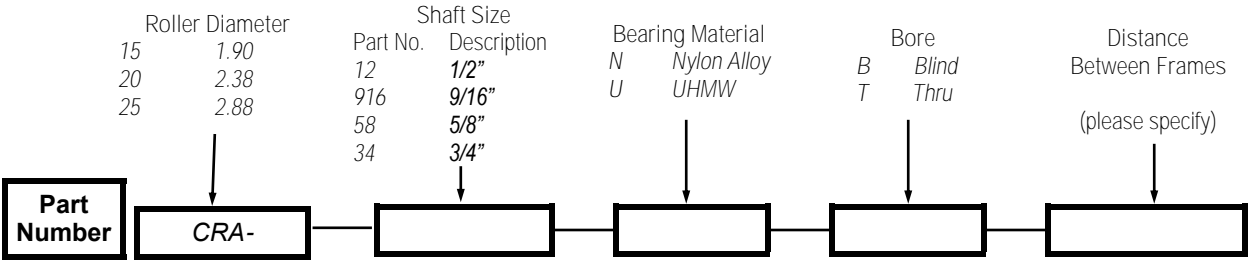 Roller Diameter
15 1.90
20 2.38
25 2.88
Shaft Size
Part No. Description
12 1/2”
916 9/16”
58 5/8”
34 3/4”
Bearing Material
N Nylon Alloy
U UHMW
Bore
B Blind
T Thru
Distance
Between Frames
(please specify)
Part
Number
CRA-